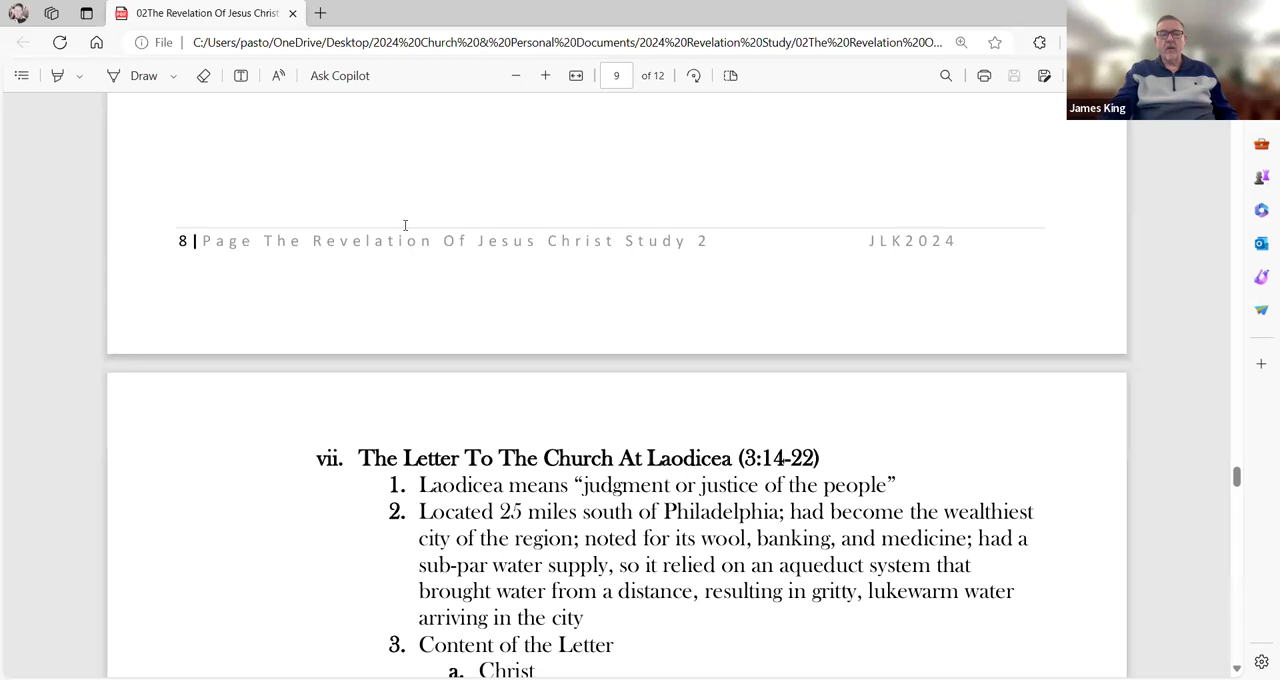 02The Revelation Of Jesus Christ
File
C:/Users/pasto/OneDrive/Desktop/2024%20Church%20&%20Personal%20Documents/2024%20Revelation%20Study/02The%20Revelation%20O...
Draw
Ask Copilot
9 of 12
James King
8 | Page The Revelation Of Jesus Christ Study 2 JLK2024
vii. The Letter To The Church At Laodicea (3:14-22)
1. Laodicea means “judgment or justice of the people”
2. Located 25 miles south of Philadelphia; had become the wealthiest
city of the region; noted for its wool, banking, and medicine; had a
sub-par water supply, so it relied on an aqueduct system that
brought water from a distance, resulting in gritty, lukewarm water
arriving in the city
3. Content of the Letter
a. Christ